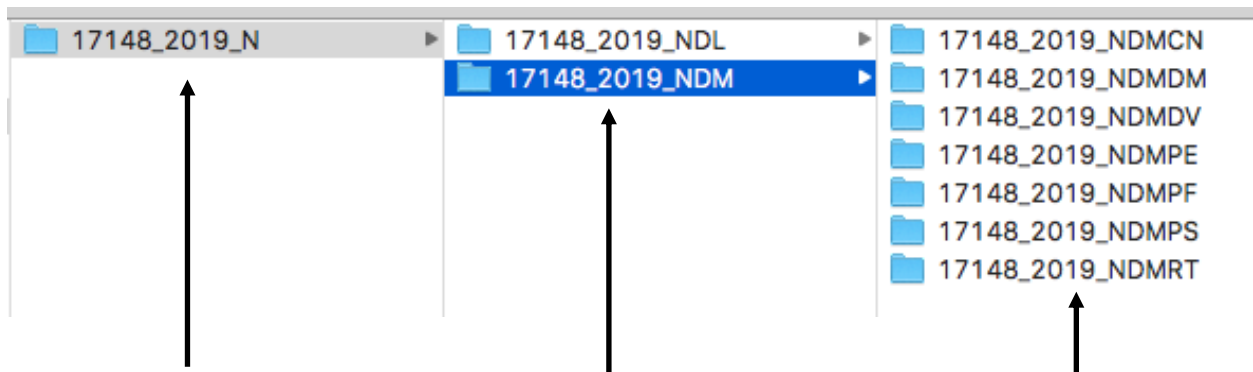 17148_2019_N
17148_2019_NDL
17148_2019_NDM
17148_2019_NDMCN
17148_2019_NDMDM
17148_2019_NDMDV
17148_2019_NDMPE
17148_2019_NDMPF
17148_2019_NDMPS
17148_2019_NDMRT